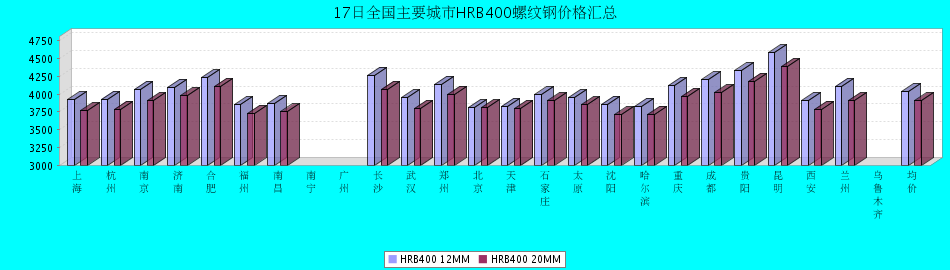 17日全国主要城市HRB400螺纹钢价格汇总
4750
4500
4250
4000
3750
3500
3250
3000
上海 杭州 南京 济南 合肥 福州 南昌 南宁 广州 长沙 武汉 郑州 北京 天津 石家庄 太原 沈阳 哈尔滨 重庆 成都 贵阳 昆明 西安 兰州 乌鲁木齐 均价
HRB400 12MM HRB400 20MM